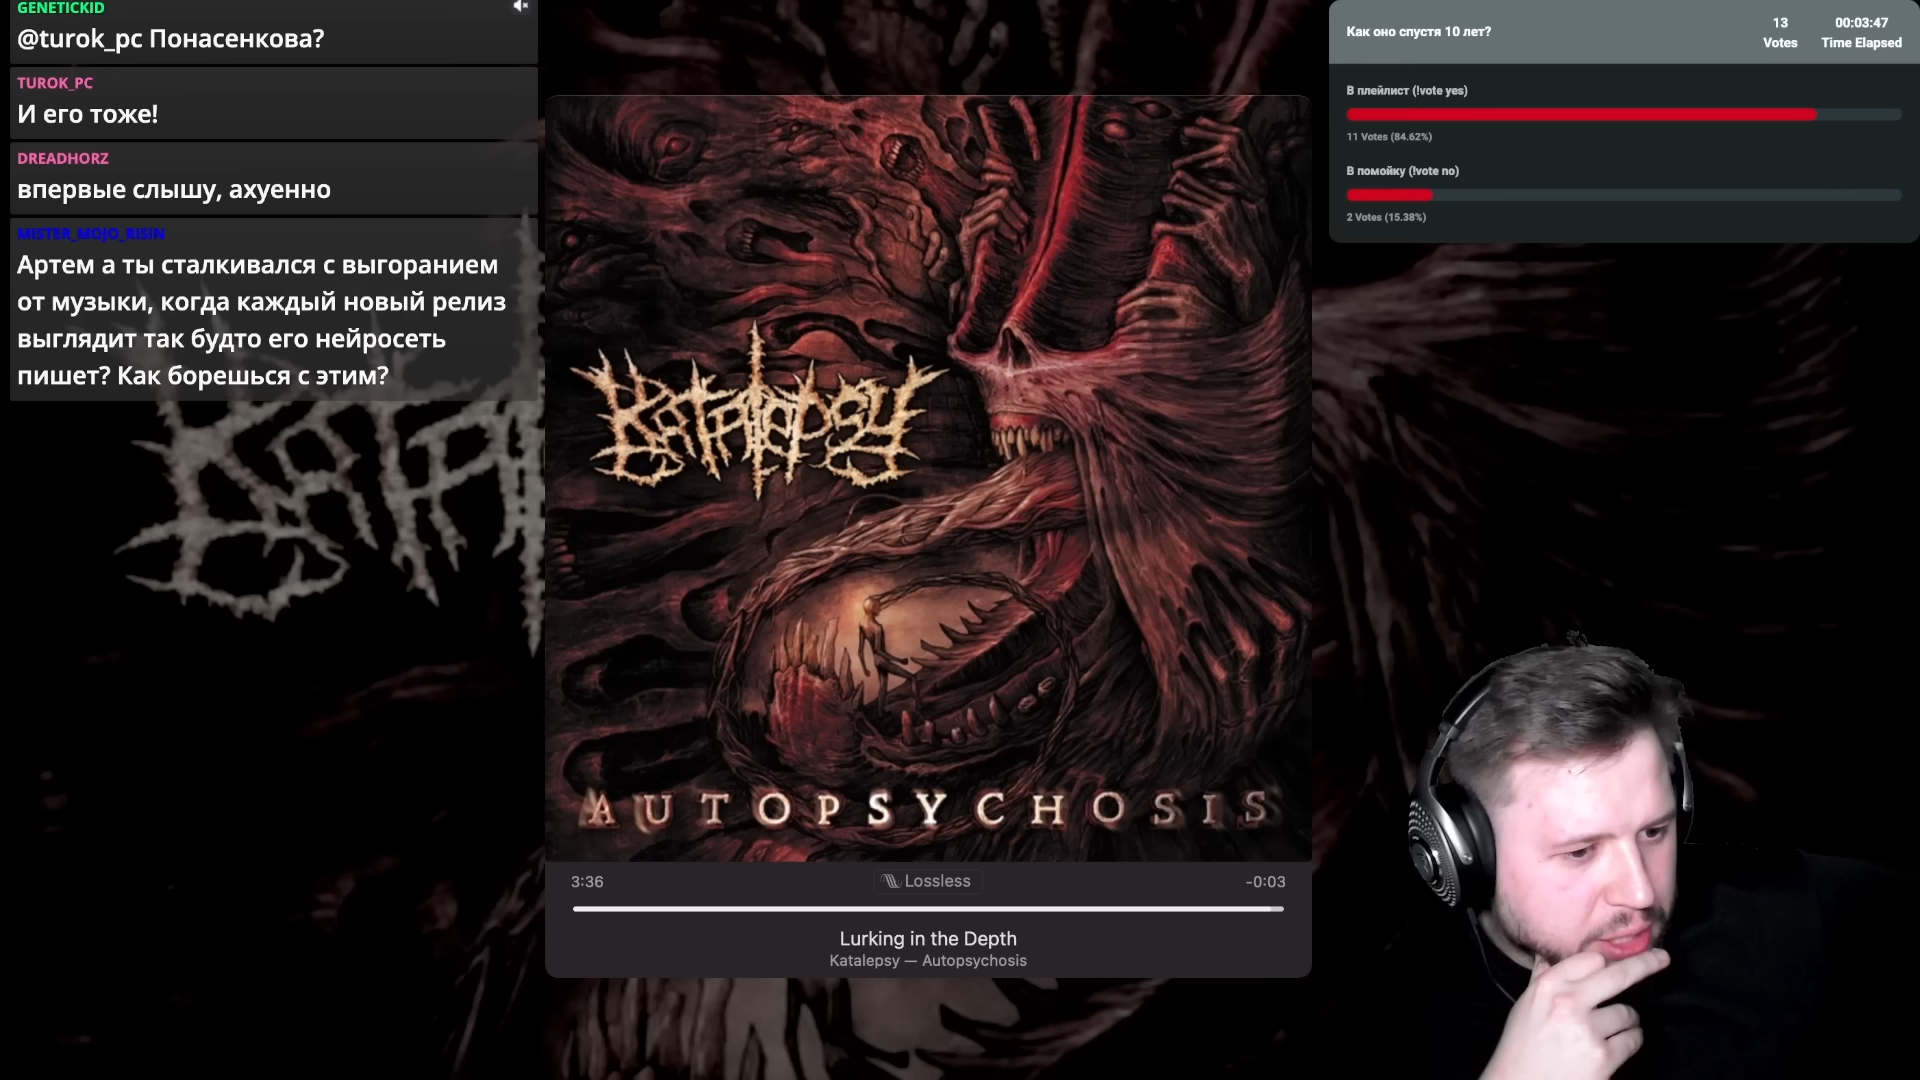 GENETICKID
@turok_pc Понасенкова?
TUROK_PC
И его тоже!
DREADHORZ
впервые слышу, ахуенно
MISTER_MOJO_RISIN
Артем а ты сталкивался с выгоранием
от музыки, когда каждый новый релиз
выглядит так будто его нейросеть
пишет? Как борешься с этим?
KATALEPSY
AUTOPSYCHOSIS
3:36
Lossless
-0:03
Lurking in the Depth
Katalepsy — Autopsychosis
Как оно спустя 10 лет?
13
Votes
00:03:47
Time Elapsed
В плейлист (!vote yes)
11 Votes (84.62%)
В помойку (!vote no)
2 Votes (15.38%)